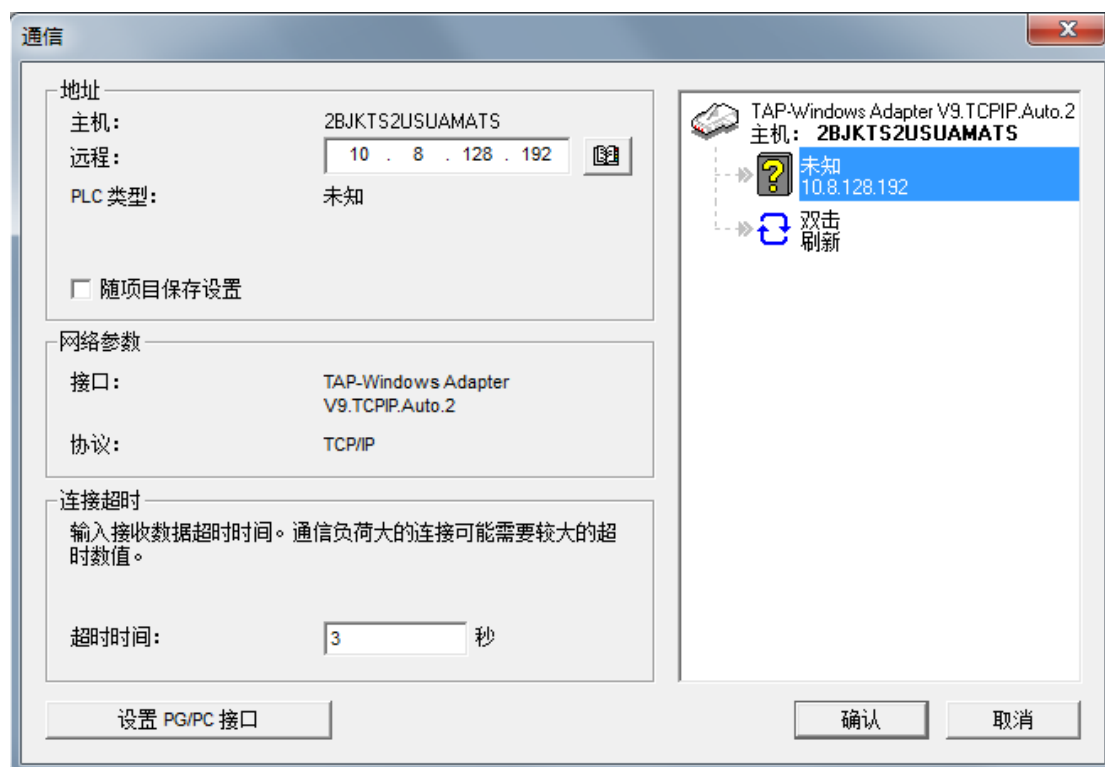 通信
地址
主机: 2BJKTS2USUAMATS
远程: 10 . 8 . 128 . 192
PLC 类型: 未知
随项目保存设置
网络参数
接口: TAP-Windows Adapter
V9.TCPIP.Auto.2
协议: TCP/IP
连接超时
输入接收数据超时时间。通信负荷大的连接可能需要较大的超
时数值。
超时时间: 3 秒
设置 PG/PC 接口
TAP-Windows Adapter V9.TCPIP.Auto.2
主机: 2BJKTS2USUAMATS
未知
10.8.128.192
双击
刷新
确认
取消